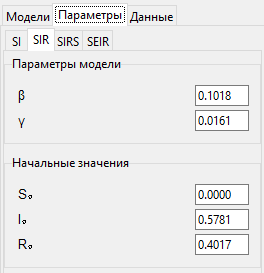 Модели Параметры Данные
SI SIR SIRS SEIR
Параметры модели
β 0.1018
γ 0.0161
Начальные значения
S₀ 0.0000
I₀ 0.5781
R₀ 0.4017